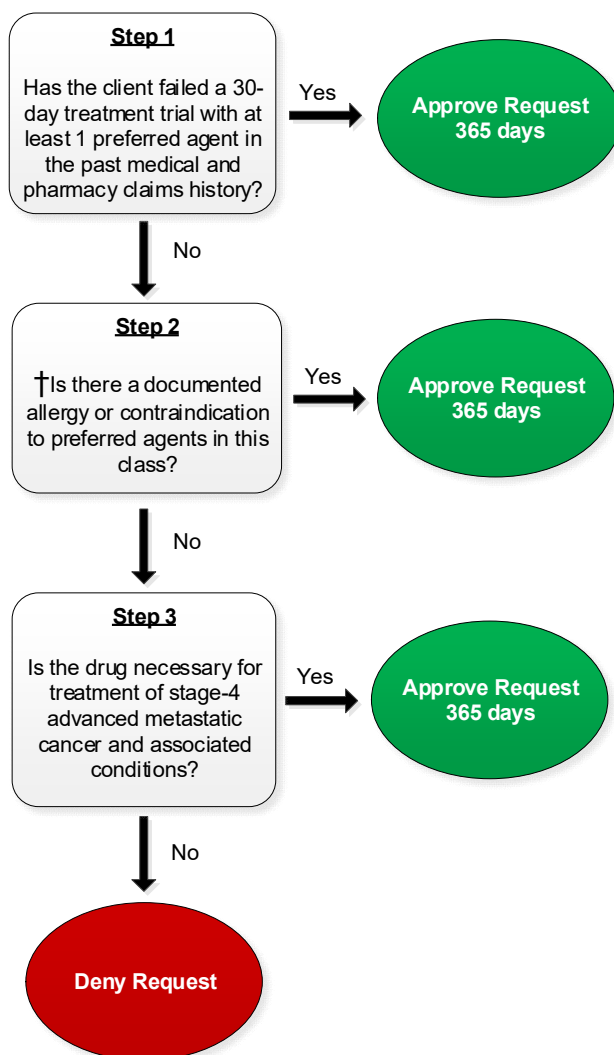 Step 1
Has the client failed a 30-
day treatment trial with at
least 1 preferred agent in
the past medical and
pharmacy claims history?
Yes
Approve Request
365 days
No
Step 2
†Is there a documented
allergy or contraindication
to preferred agents in this
class?
Yes
Approve Request
365 days
No
Step 3
Is the drug necessary for
treatment of stage-4
advanced metastatic
cancer and associated
conditions?
Yes
Approve Request
365 days
No
Deny Request